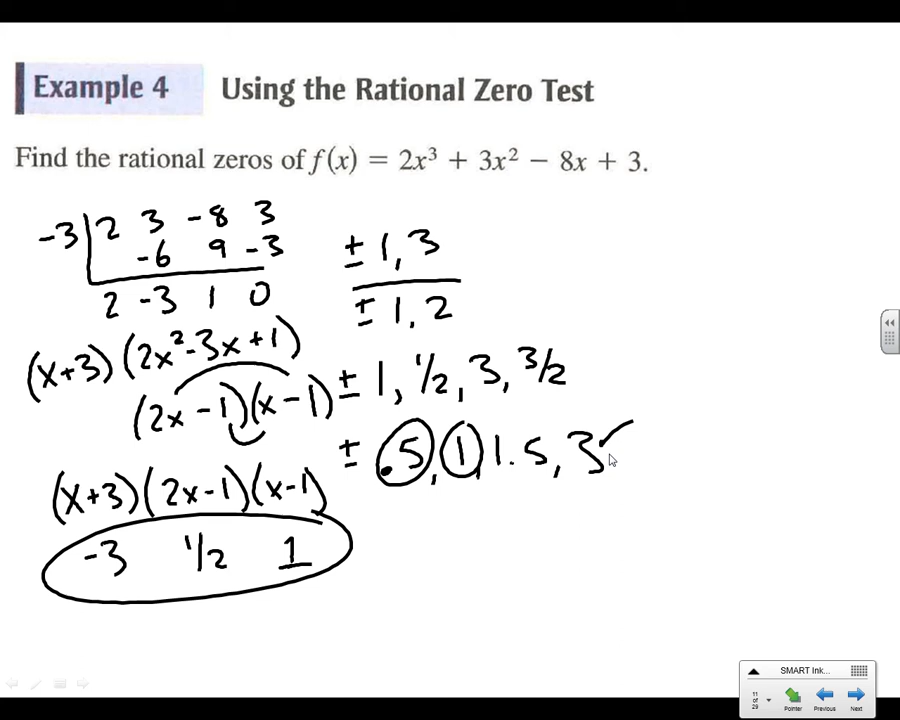 Example 4 Using the Rational Zero Test
Find the rational zeros of f(x) = 2x³ + 3x² − 8x + 3.
-3 | 2 3 -8 3
-6 9 -3
2 -3 1 0
± 1, 3
± 1, 2
(x+3)(2x²-3x+1)
± 1, 1/2, 3, 3/2
(2x-1)(x-1)
± .5, 1, 1.5, 3✓
(x+3)(2x-1)(x-1)
-3 1/2 1
SMART Ink...
11 of 29
Pointer Previous Next